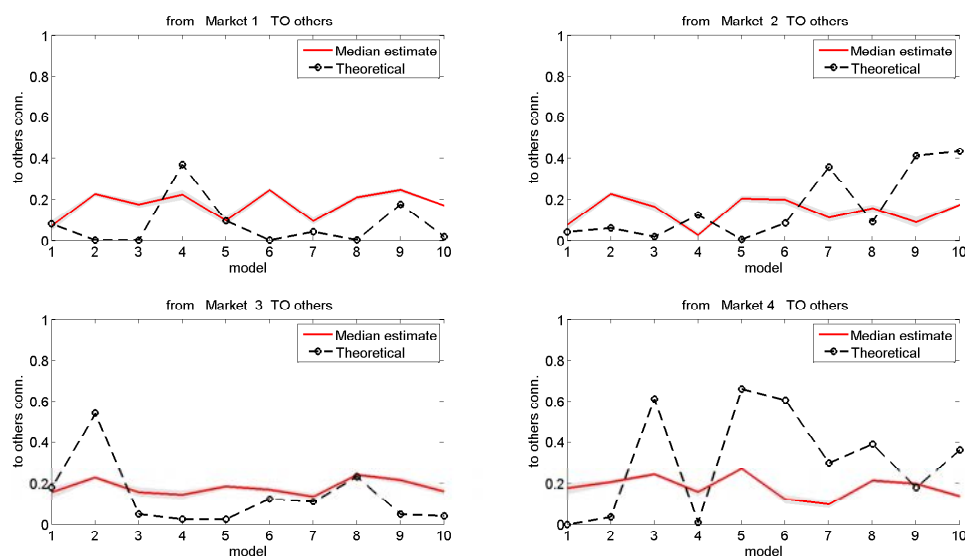 from Market 1 TO others
to others conn.
1
0.8
0.6
0.4
0.2
0
Median estimate
Theoretical
1 2 3 4 5 6 7 8 9 10
model
from Market 2 TO others
to others conn.
1
0.8
0.6
0.4
0.2
0
Median estimate
Theoretical
1 2 3 4 5 6 7 8 9 10
model
from Market 3 TO others
to others conn.
1
0.8
0.6
0.4
0.2
0
Median estimate
Theoretical
1 2 3 4 5 6 7 8 9 10
model
from Market 4 TO others
to others conn.
1
0.8
0.6
0.4
0.2
0
Median estimate
Theoretical
1 2 3 4 5 6 7 8 9 10
model